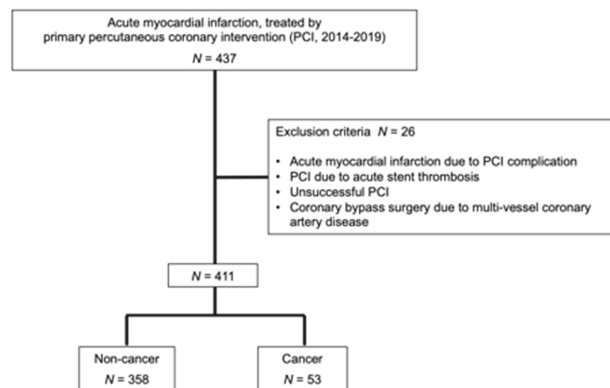 Acute myocardial infarction, treated by
primary percutaneous coronary intervention (PCI, 2014-2019)
N = 437
Exclusion criteria N = 26
• Acute myocardial infarction due to PCI complication
• PCI due to acute stent thrombosis
• Unsuccessful PCI
• Coronary bypass surgery due to multi-vessel coronary
artery disease
N = 411
Non-cancer
N = 358
Cancer
N = 53